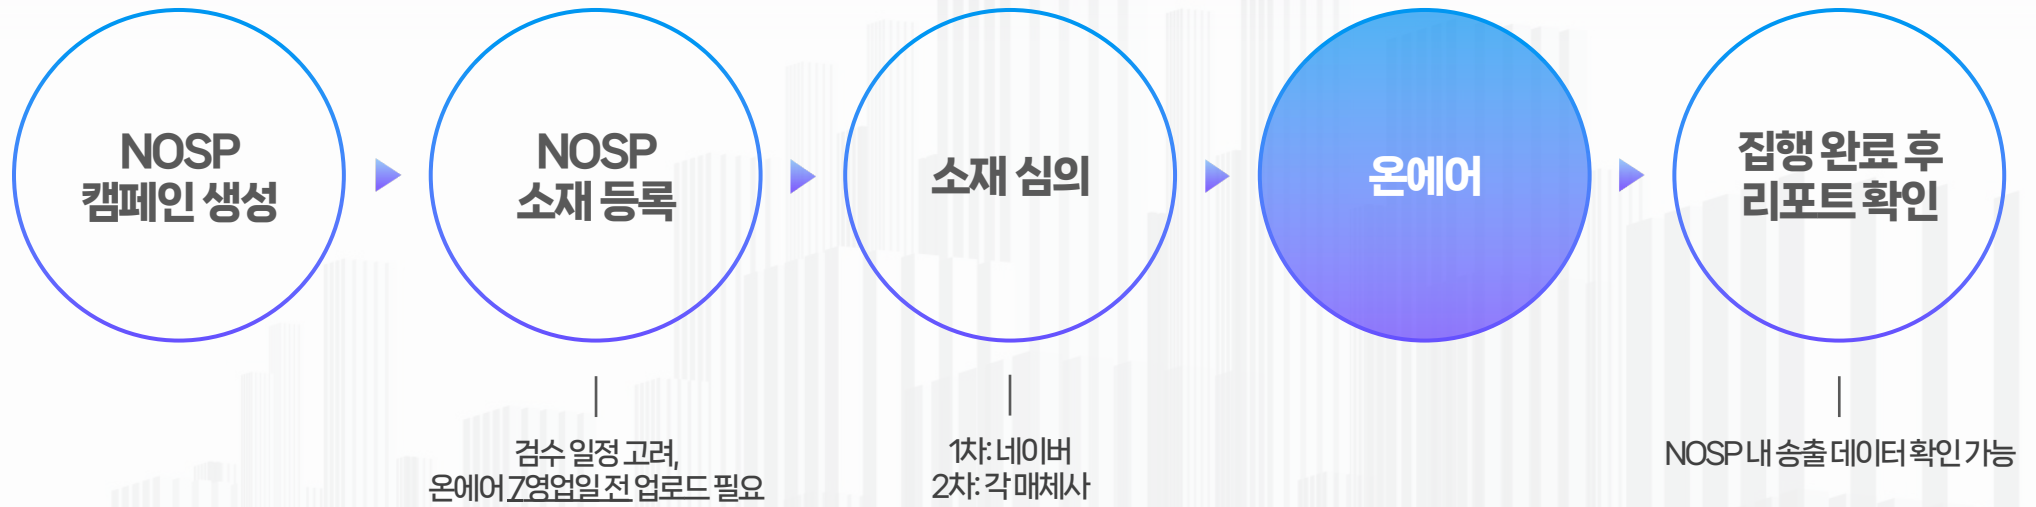 NOSP
캠페인 생성
NOSP
소재 등록
검수 일정 고려,
온에어 7영업일 전 업로드 필요
소재 심의
1차: 네이버
2차: 각 매체사
온에어
집행 완료 후
리포트 확인
NOSP 내 송출 데이터 확인 가능